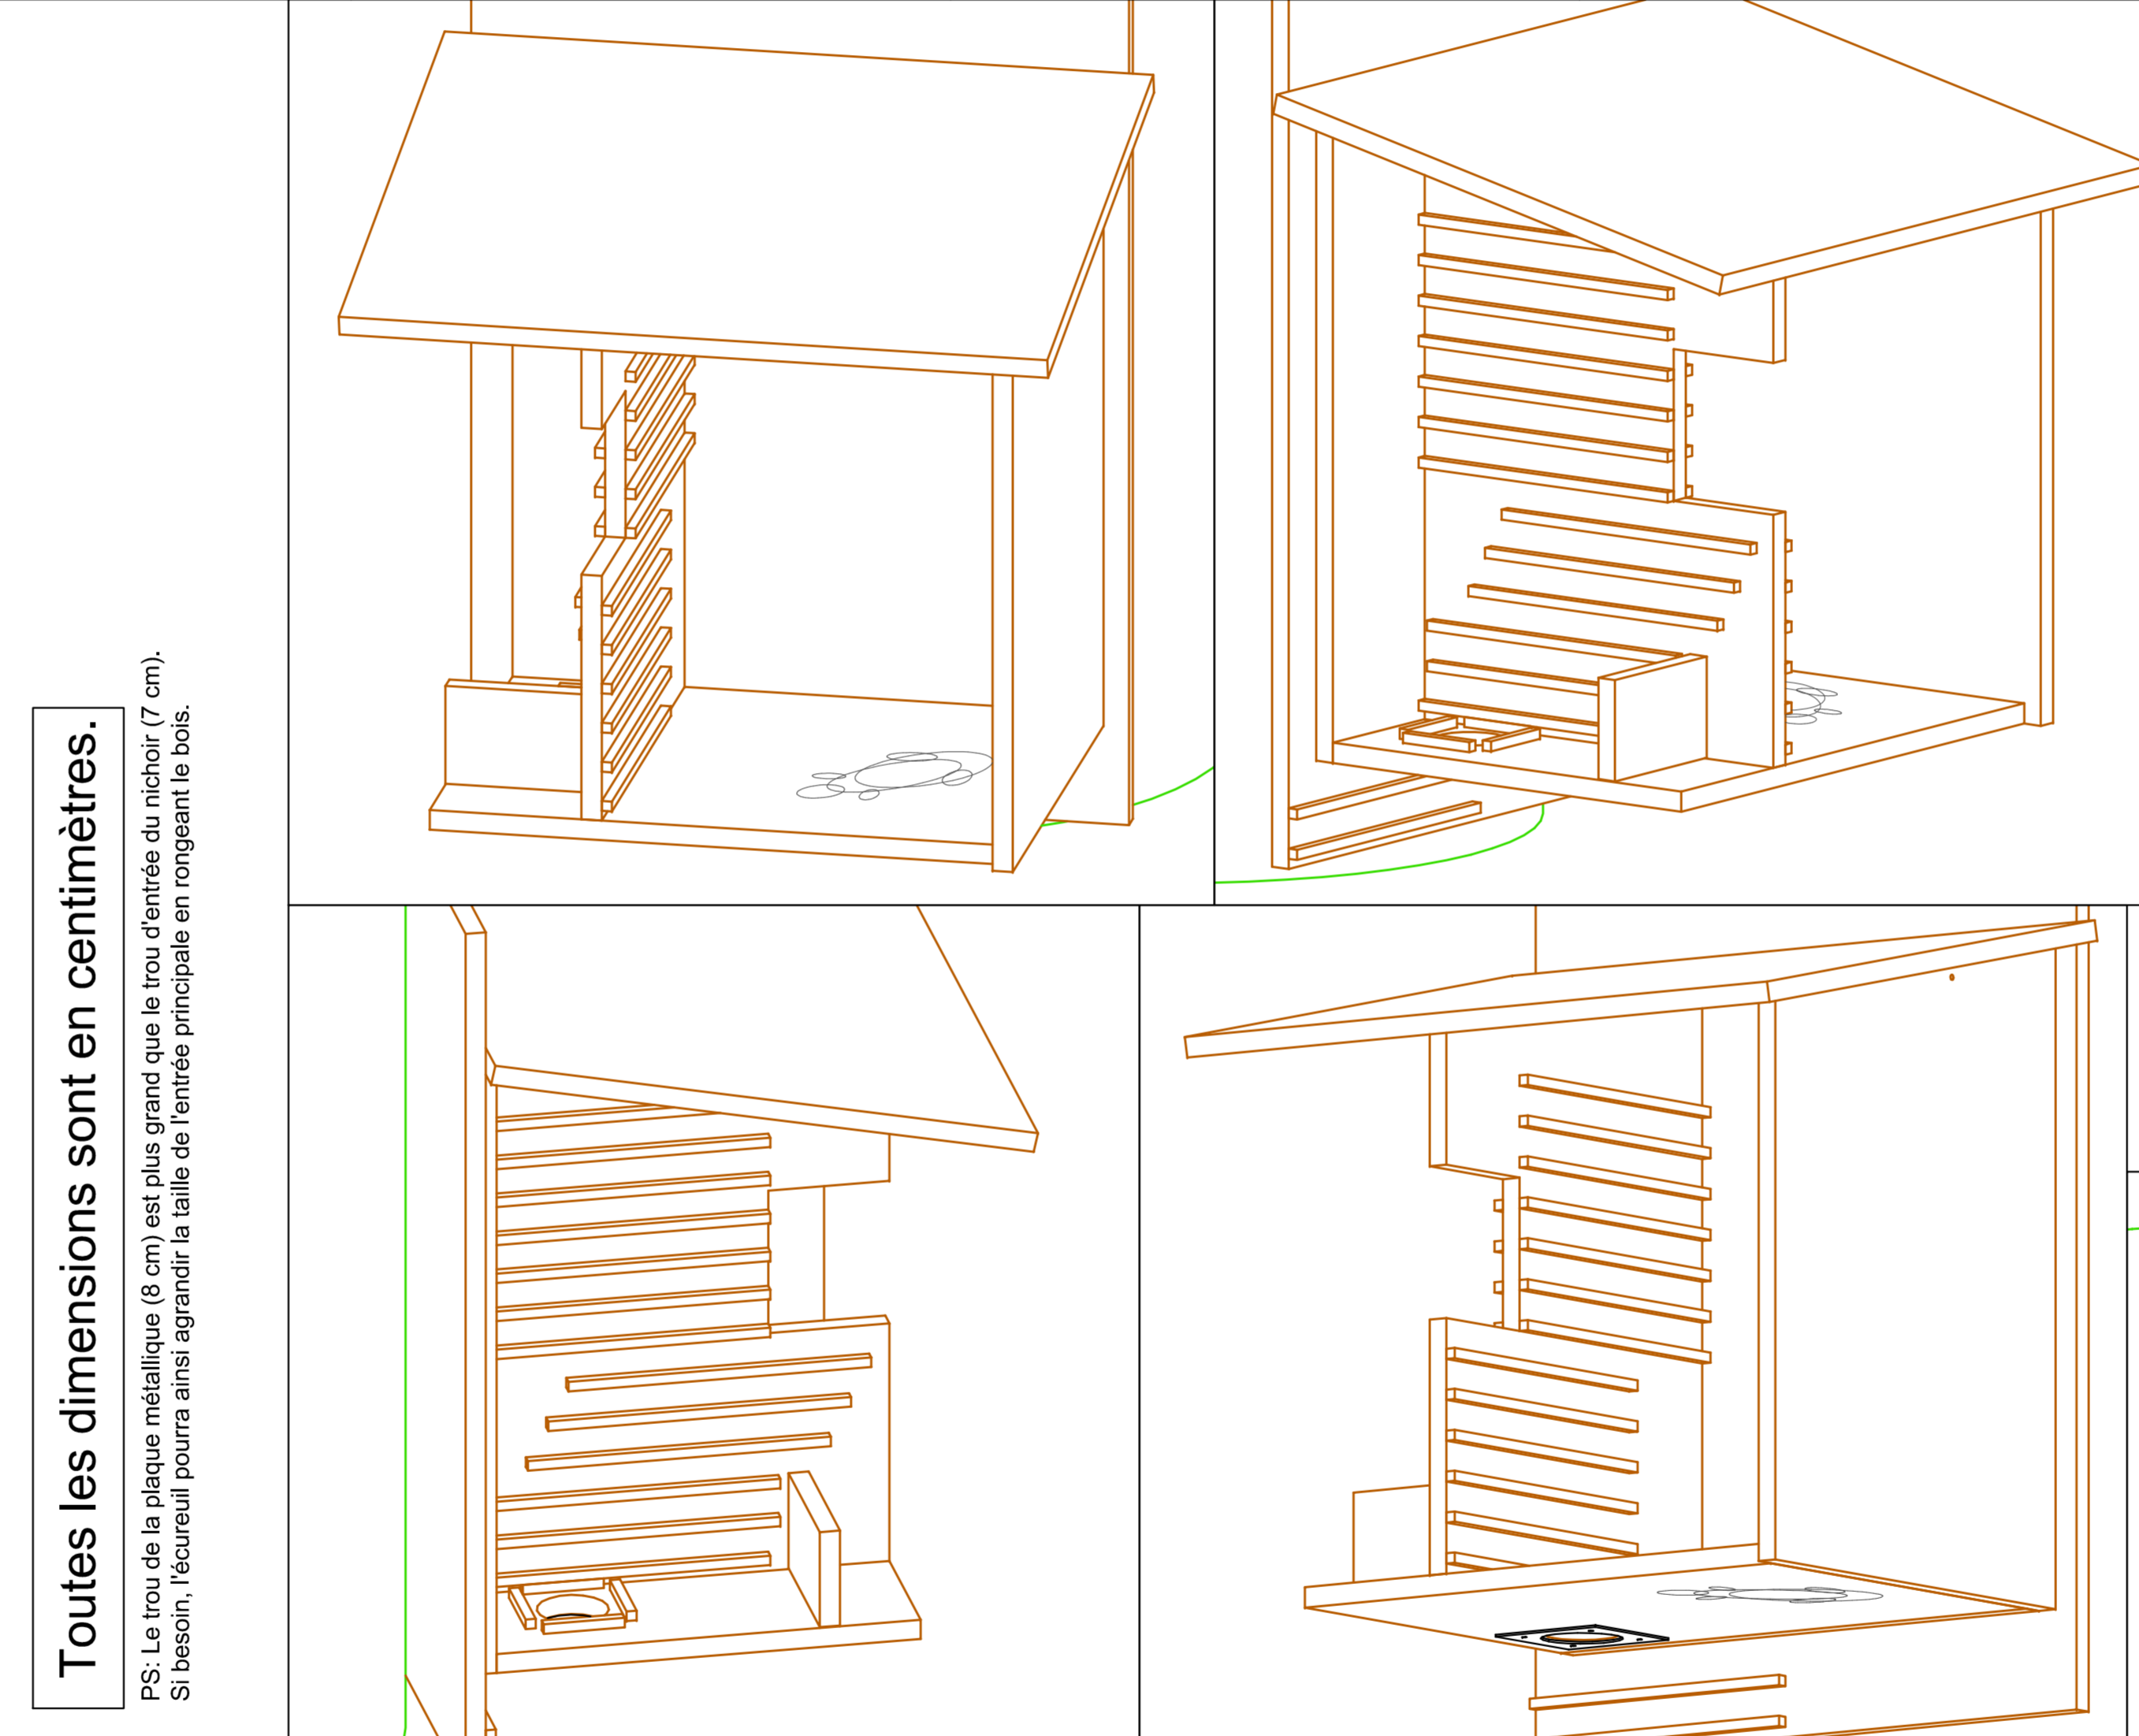 Toutes les dimensions sont en centimètres.
PS: Le trou de la plaque métallique (8 cm) est plus grand que le trou d'entrée du nichoir (7 cm).
Si besoin, l'écureuil pourra ainsi agrandir la taille de l'entrée principale en rongeant le bois.